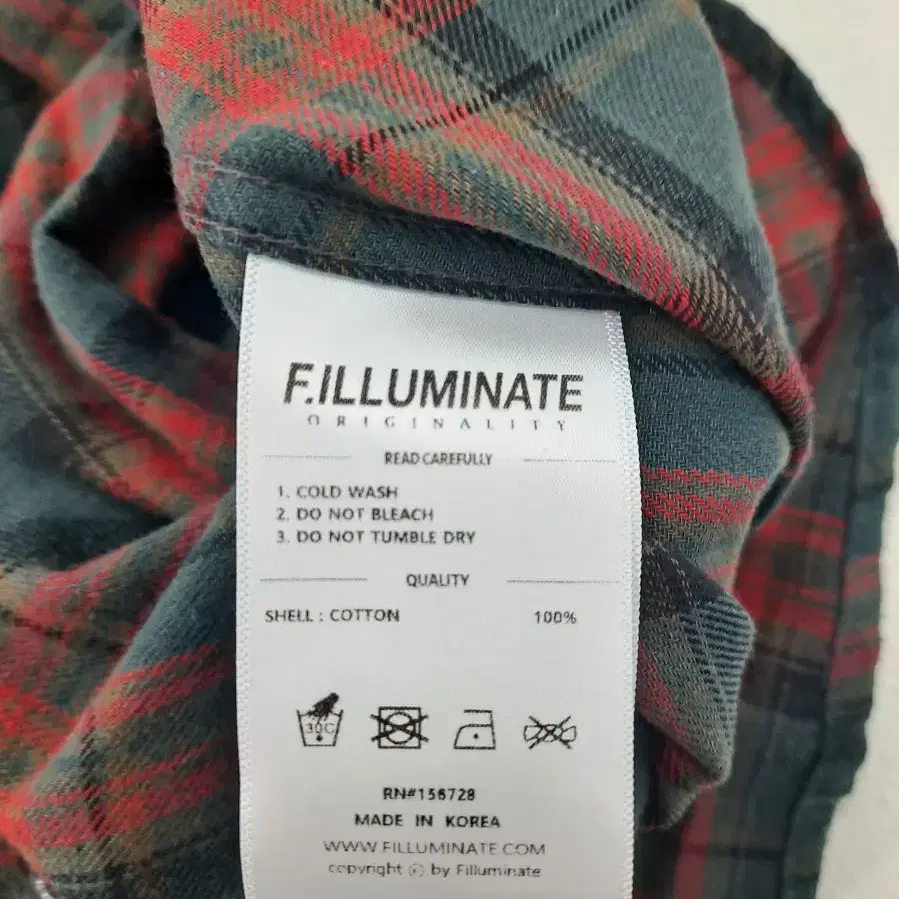 F.ILLUMINATE
ORIGINALITY
READ CAREFULLY
1. COLD WASH
2. DO NOT BLEACH
3. DO NOT TUMBLE DRY
QUALITY
SHELL : COTTON 100%
30C
RN#156728
MADE IN KOREA
WWW.FILLUMINATE.COM
copyright ⓒ by Filluminate